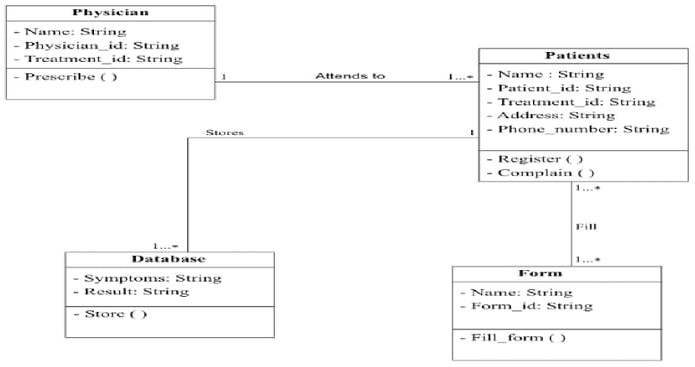 Physician
- Name: String
- Physician_id: String
- Treatment_id: String
- Prescribe ( )
1 Attends to 1...*
Patients
- Name : String
- Patient_id: String
- Treatment_id: String
- Address: String
- Phone_number: String
- Register ( )
- Complain ( )
Stores 1
1...*
Fill
1...*
1...*
Database
- Symptoms: String
- Result: String
- Store ( )
Form
- Name: String
- Form_id: String
- Fill_form ( )